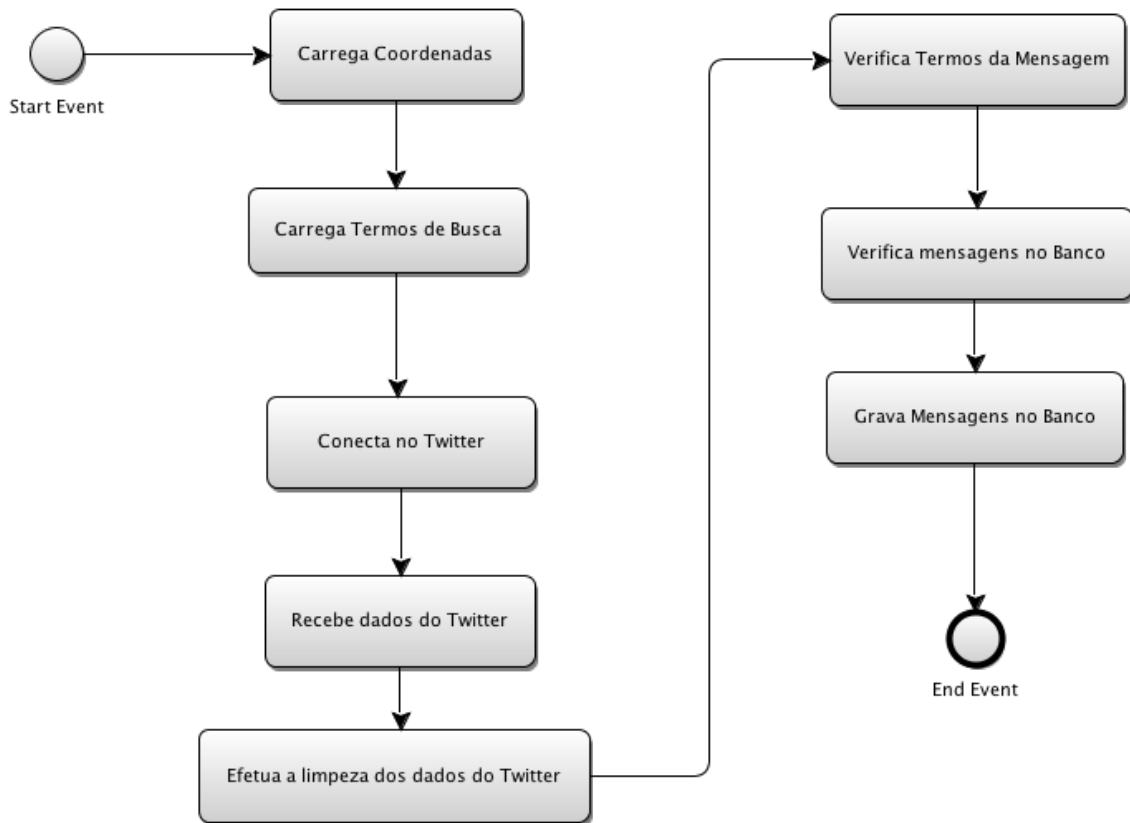 Start Event
Carrega Coordenadas
Carrega Termos de Busca
Conecta no Twitter
Recebe dados do Twitter
Efetua a limpeza dos dados do Twitter
Verifica Termos da Mensagem
Verifica mensagens no Banco
Grava Mensagens no Banco
End Event